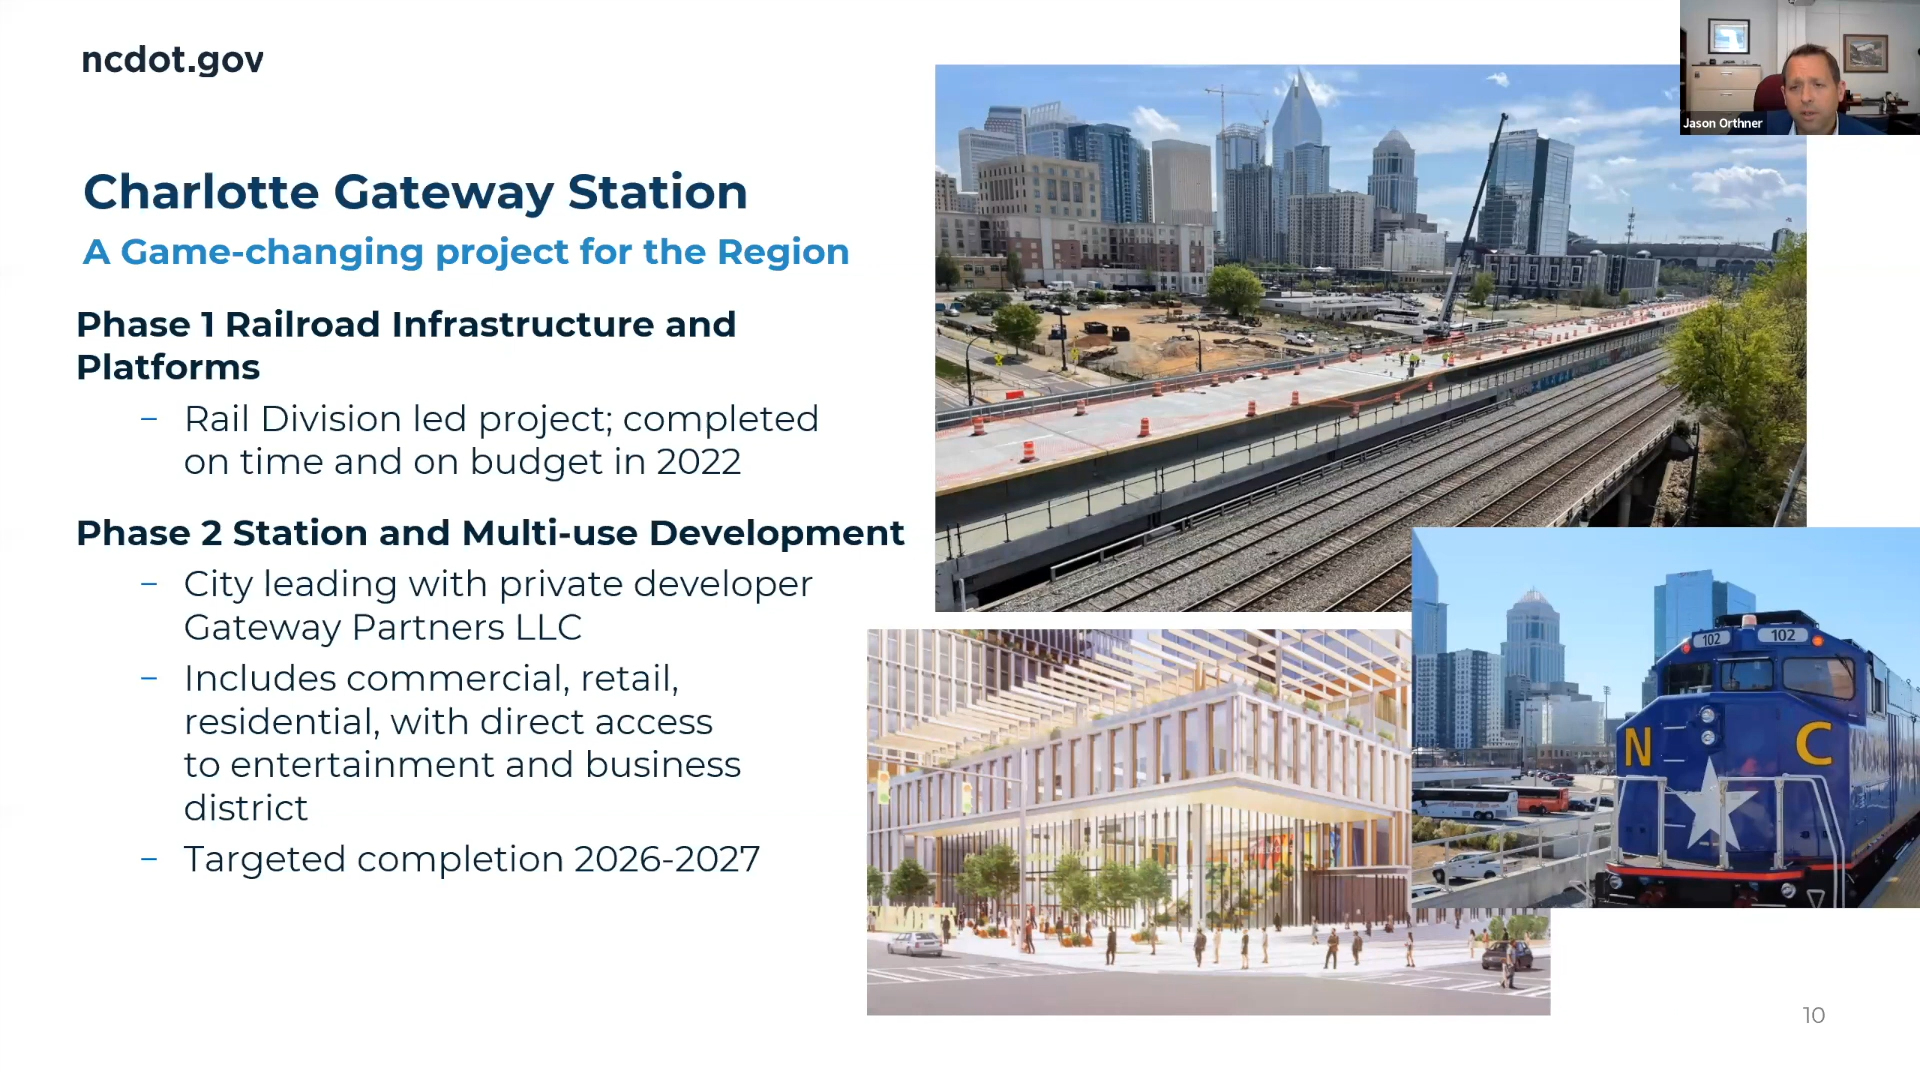 ncdot.gov
Jason Orthner
Charlotte Gateway Station
A Game-changing project for the Region
Phase 1 Railroad Infrastructure and
Platforms
– Rail Division led project; completed
on time and on budget in 2022
Phase 2 Station and Multi-use Development
– City leading with private developer
Gateway Partners LLC
– Includes commercial, retail,
residential, with direct access
to entertainment and business
district
– Targeted completion 2026-2027
102 102
N C
10